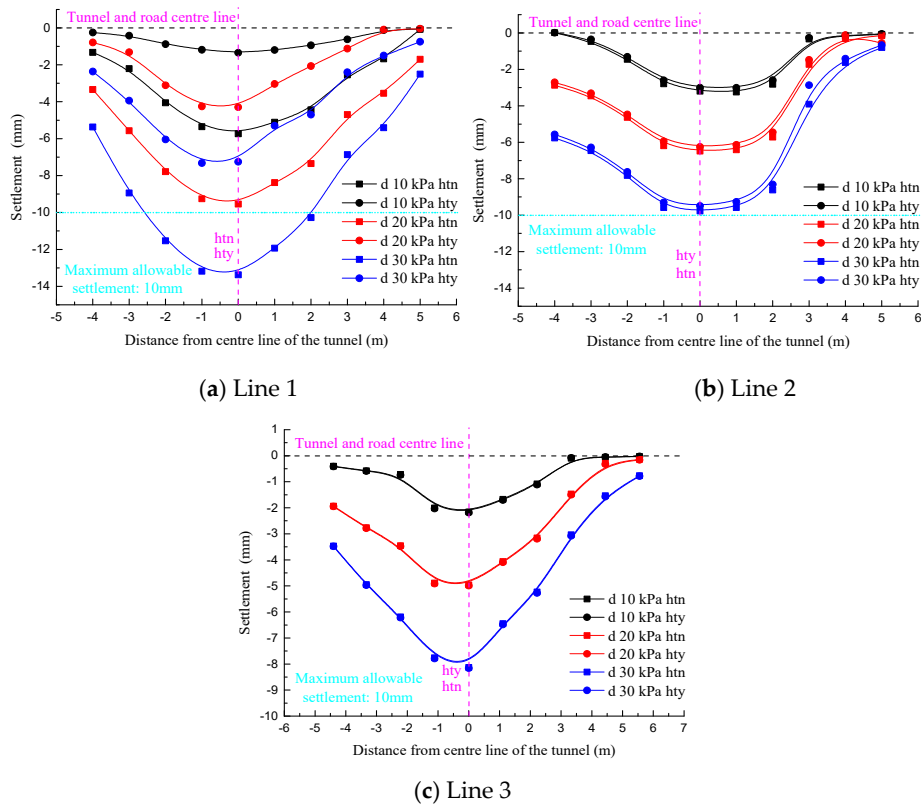 Tunnel and road centre line
0
-2
-4
-6
-8
-10
-12
-14
Settlement (mm)
d 10 kPa htn
d 10 kPa hty
d 20 kPa htn
d 20 kPa hty
d 30 kPa htn
d 30 kPa hty
htn
hty
Maximum allowable
settlement: 10mm
-5 -4 -3 -2 -1 0 1 2 3 4 5 6
Distance from centre line of the tunnel (m)
(a) Line 1
Tunnel and road centre line
0
-2
-4
-6
-8
-10
-12
-14
Settlement (mm)
d 10 kPa htn
d 10 kPa hty
d 20 kPa htn
d 20 kPa hty
d 30 kPa htn
d 30 kPa hty
Maximum allowable
settlement: 10mm
hty
htn
-5 -4 -3 -2 -1 0 1 2 3 4 5 6
Distance from centre line of the tunnel (m)
(b) Line 2
1
0
-1
-2
-3
-4
-5
-6
-7
-8
-9
-10
Settlement (mm)
Tunnel and road centre line
d 10 kPa htn
d 10 kPa hty
d 20 kPa htn
d 20 kPa hty
d 30 kPa htn
d 30 kPa hty
hty
htn
Maximum allowable
settlement: 10mm
-6 -5 -4 -3 -2 -1 0 1 2 3 4 5 6 7
Distance from centre line of the tunnel (m)
(c) Line 3